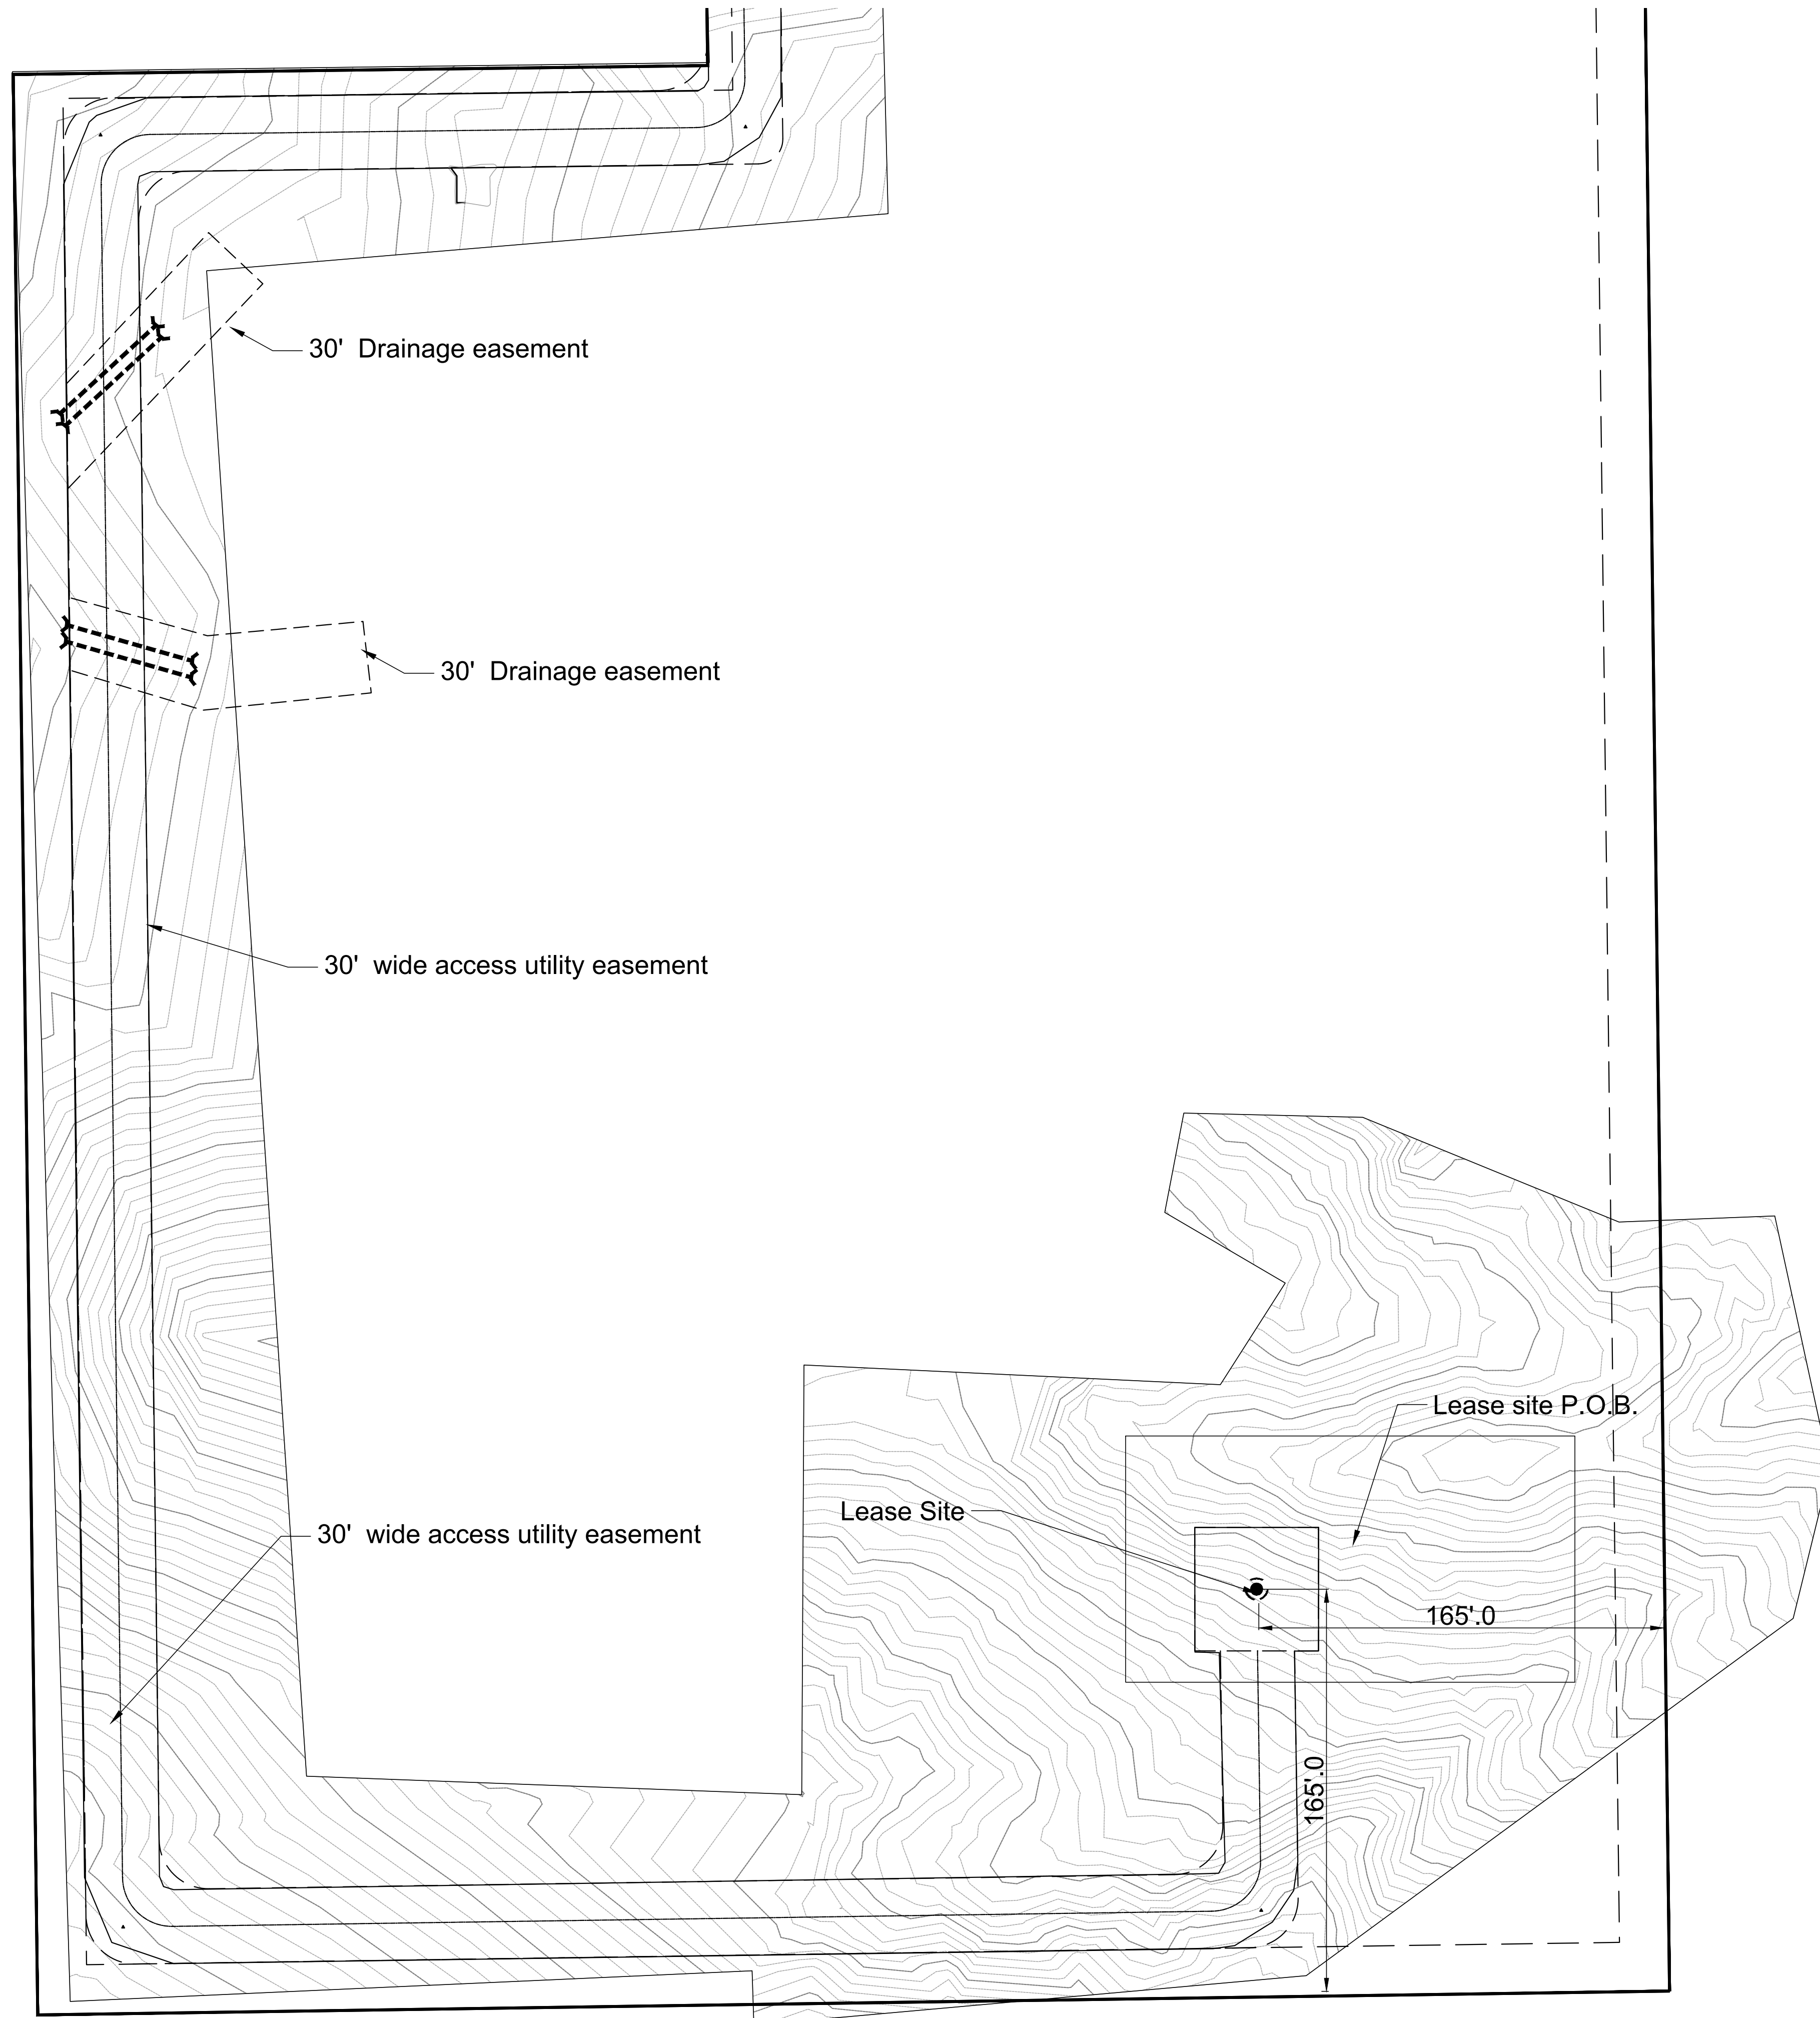 30' Drainage easement
30' Drainage easement
30' wide access utility easement
Lease site P.O.B.
Lease Site
30' wide access utility easement
165'.0
165'.0